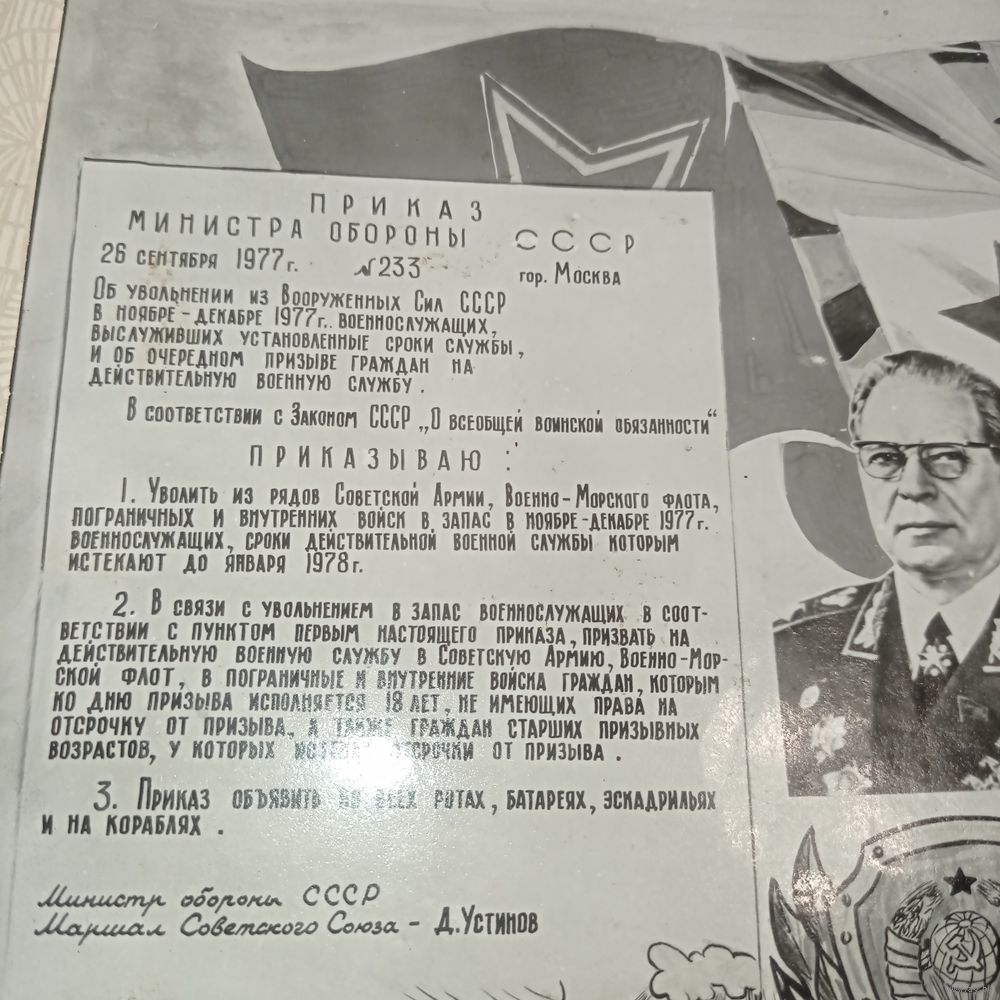 ПРИКАЗ
МИНИСТРА ОБОРОНЫ СССР
26 СЕНТЯБРЯ 1977г. №233 гор. МОСКВА
ОБ УВОЛЬНЕНИИ ИЗ ВООРУЖЕННЫХ СИЛ СССР
В НОЯБРЕ-ДЕКАБРЕ 1977г. ВОЕННОСЛУЖАЩИХ,
ВЫСЛУЖИВШИХ УСТАНОВЛЕННЫЕ СРОКИ СЛУЖБЫ,
И ОБ ОЧЕРЕДНОМ ПРИЗЫВЕ ГРАЖДАН НА
ДЕЙСТВИТЕЛЬНУЮ ВОЕННУЮ СЛУЖБУ.
В СООТВЕТСТВИИ С ЗАКОНОМ СССР „О ВСЕОБЩЕЙ ВОИНСКОЙ ОБЯЗАННОСТИ“
ПРИКАЗЫВАЮ:
1. УВОЛИТЬ ИЗ РЯДОВ СОВЕТСКОЙ АРМИИ, ВОЕННО-МОРСКОГО ФЛОТА,
ПОГРАНИЧНЫХ И ВНУТРЕННИХ ВОЙСК В ЗАПАС В НОЯБРЕ-ДЕКАБРЕ 1977г.
ВОЕННОСЛУЖАЩИХ, СРОКИ ДЕЙСТВИТЕЛЬНОЙ ВОЕННОЙ СЛУЖБЫ КОТОРЫМ
ИСТЕКАЮТ ДО ЯНВАРЯ 1978г.
2. В СВЯЗИ С УВОЛЬНЕНИЕМ В ЗАПАС ВОЕННОСЛУЖАЩИХ В СООТ-
ВЕТСТВИИ С ПУНКТОМ ПЕРВЫМ НАСТОЯЩЕГО ПРИКАЗА, ПРИЗВАТЬ НА
ДЕЙСТВИТЕЛЬНУЮ ВОЕННУЮ СЛУЖБУ В СОВЕТСКУЮ АРМИЮ, ВОЕННО-МОР-
СКОЙ ФЛОТ, В ПОГРАНИЧНЫЕ И ВНУТРЕННИЕ ВОЙСКА ГРАЖДАН, КОТОРЫМ
КО ДНЮ ПРИЗЫВА ИСПОЛНЯЕТСЯ 18 ЛЕТ, НЕ ИМЕЮЩИХ ПРАВА НА
ОТСРОЧКУ ОТ ПРИЗЫВА, А ТАКЖЕ ГРАЖДАН СТАРШИХ ПРИЗЫВНЫХ
ВОЗРАСТОВ, У КОТОРЫХ ОТСРОЧКИ ОТ ПРИЗЫВА.
3. ПРИКАЗ ОБЪЯВИТЬ ВО ВСЕХ РОТАХ, БАТАРЕЯХ, ЭСКАДРИЛЬЯХ
И НА КОРАБЛЯХ.
Министр обороны СССР
Маршал Советского Союза - Д. УСТИНОВ